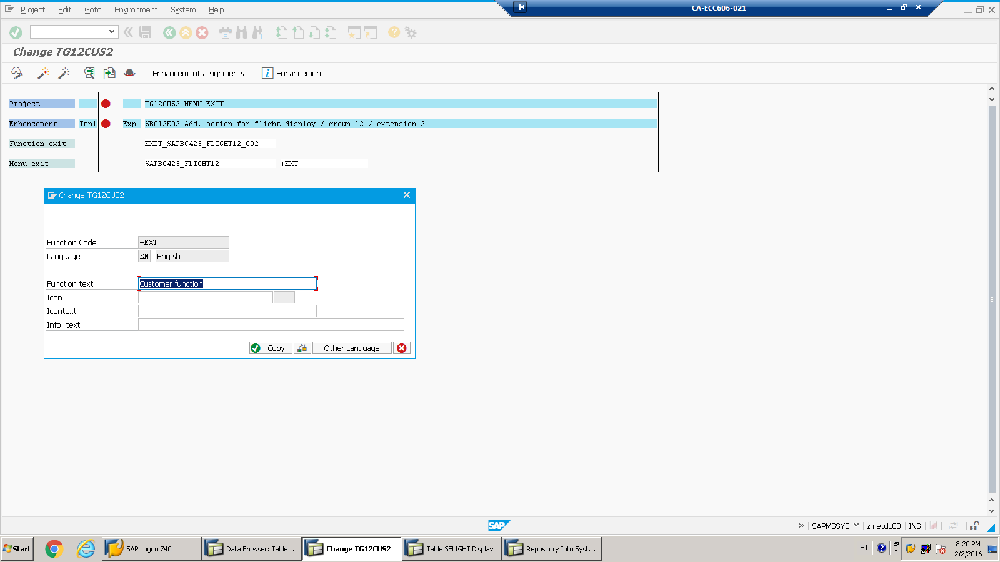 Project Edit Goto Environment System Help
CA-ECC606-021
Change TG12CUS2
Enhancement assignments Enhancement
Project TG12CUS2 MENU EXIT
Enhancement Impl Exp SBC12E02 Add. action for flight display / group 12 / extension 2
Function exit EXIT_SAPBC425_FLIGHT12_002
Menu exit SAPBC425_FLIGHT12 +EXT
Change TG12CUS2
Function Code +EXT
Language EN English
Function text Customer function
Icon
Icontext
Info. text
Copy Other Language
SAP
» SAPMSSY0 zmetdc00 INS
Start SAP Logon 740 Data Browser: Table ... Change TG12CUS2 Table SFLIGHT Display Repository Info Syst... PT 8:20 PM
2/2/2016